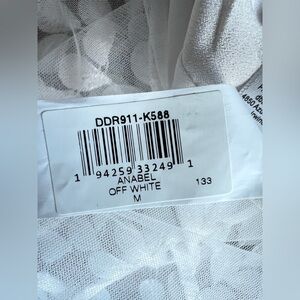 DDR911-K588
1 94259 33249 1
ANABEL
OFF WHITE
M 133